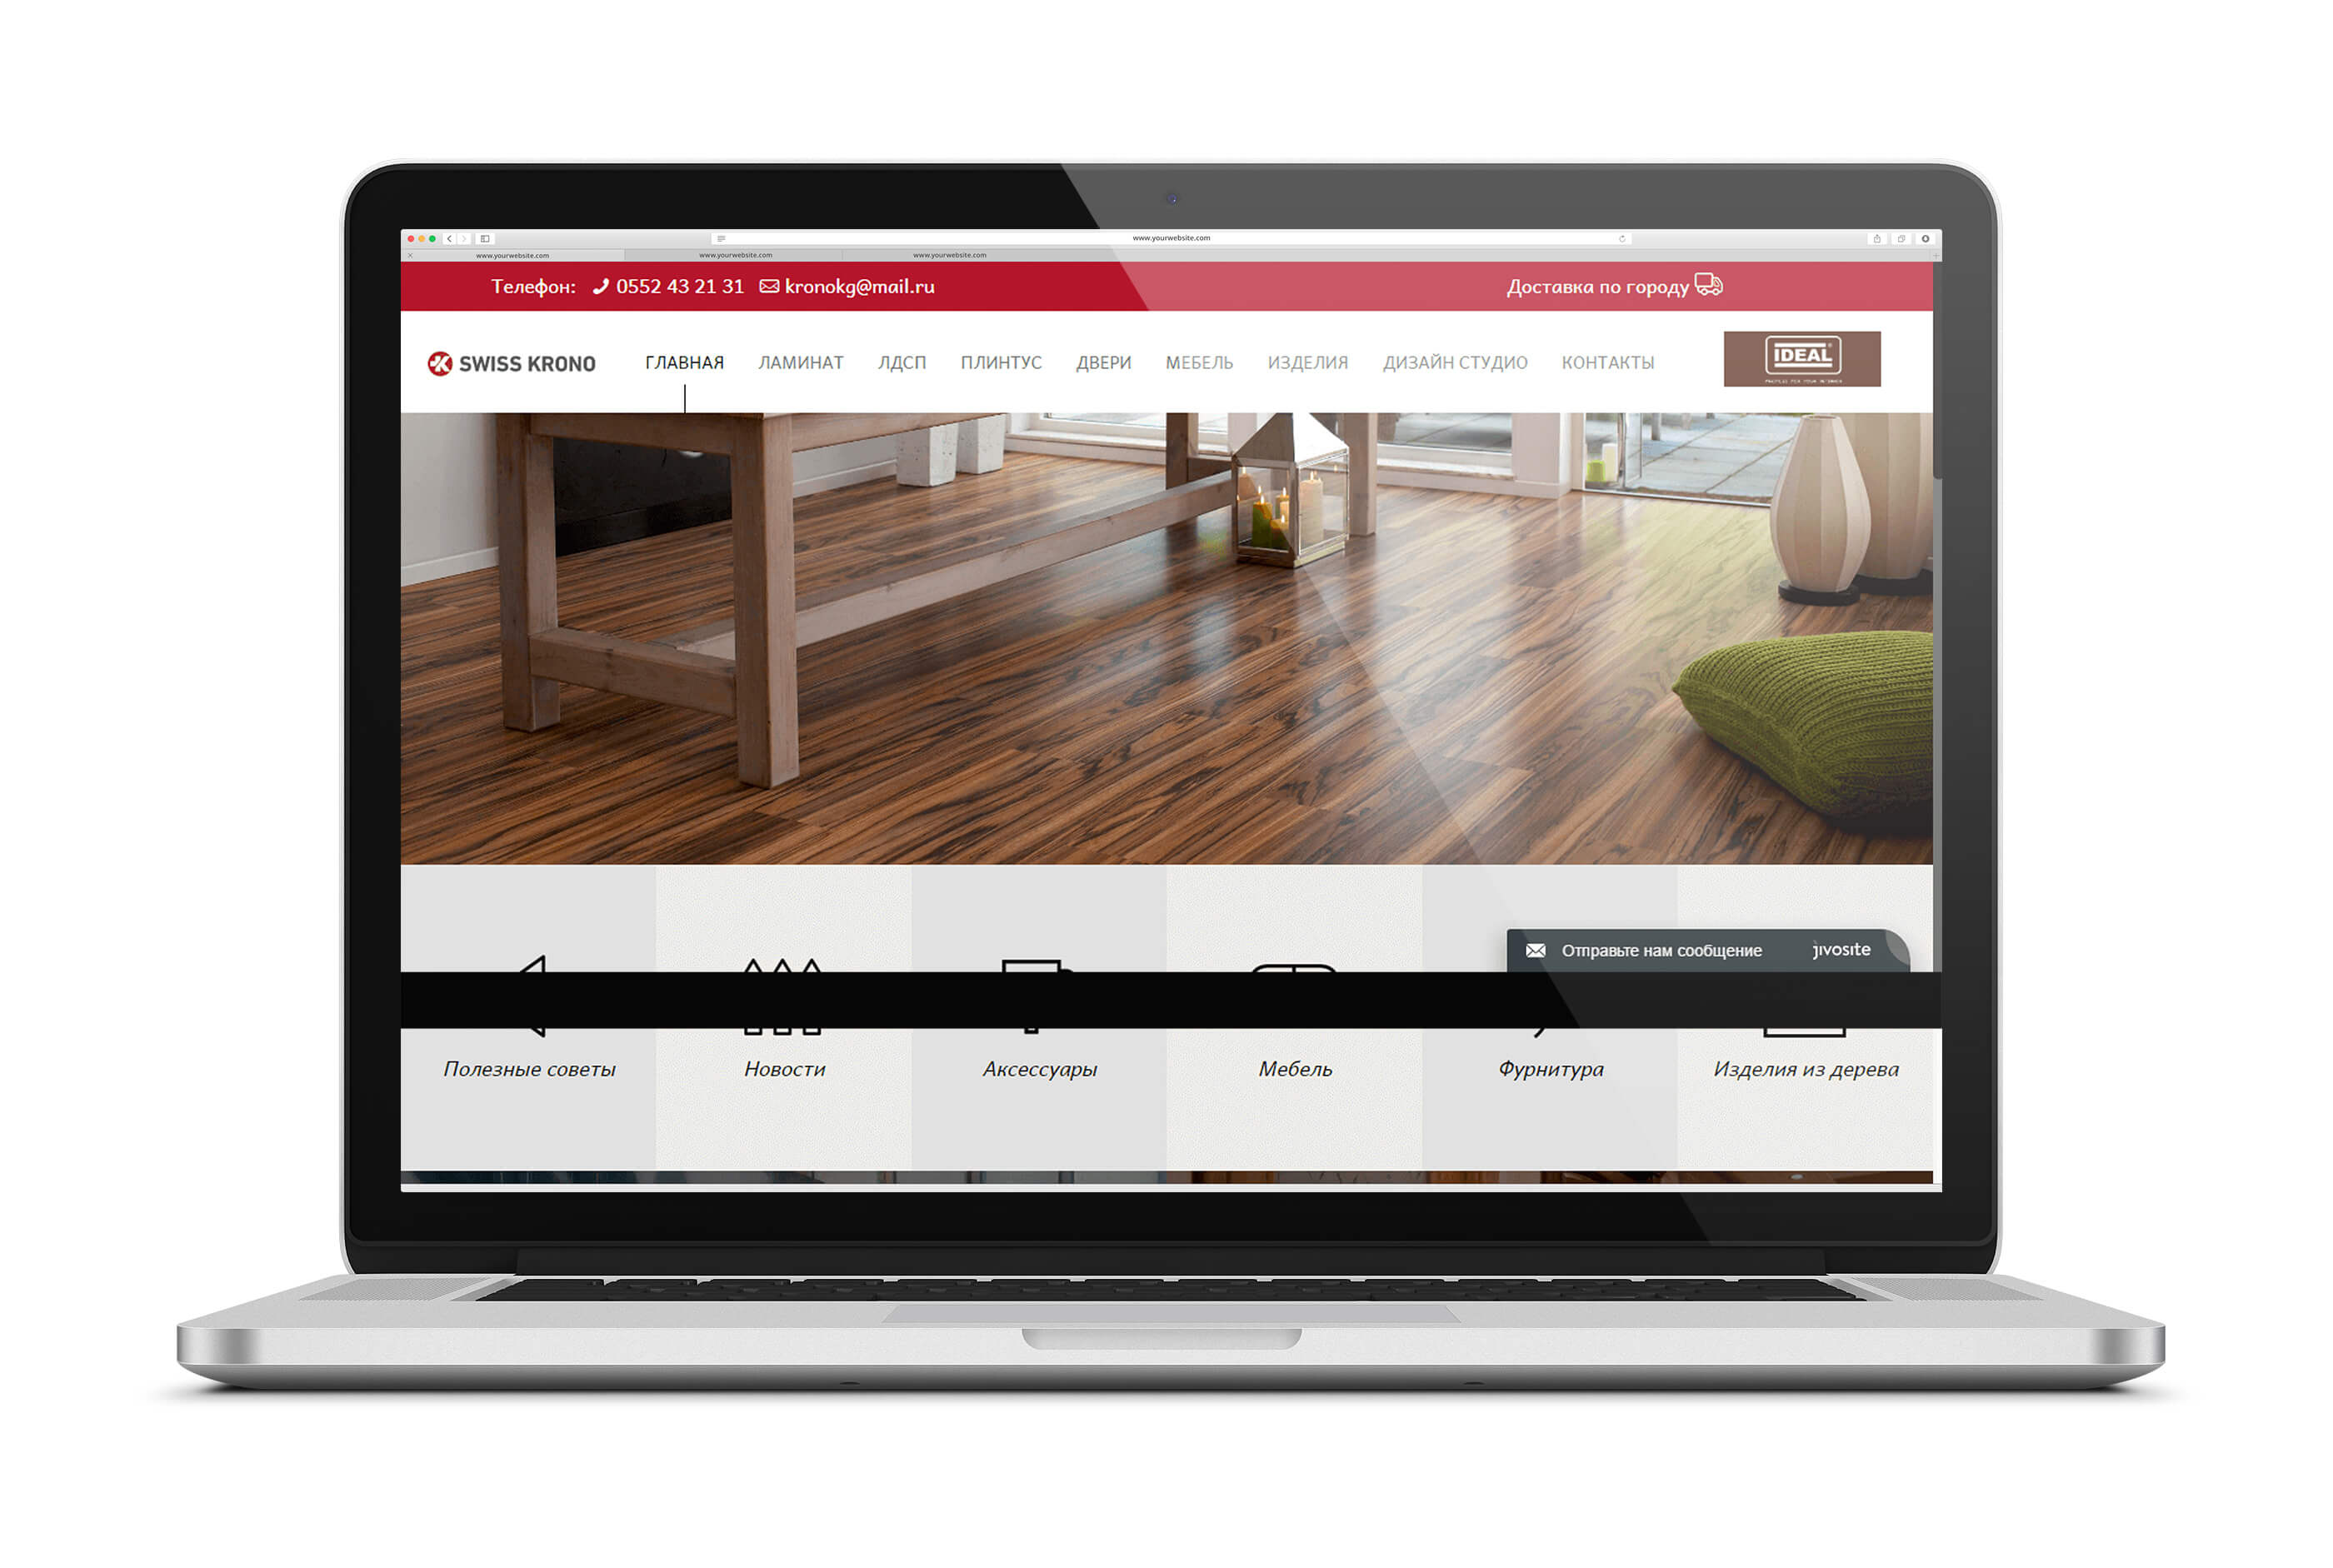 www.yourwebsite.com
www.yourwebsite.com www.yourwebsite.com www.yourwebsite.com
Телефон: 0552 43 21 31 kronokg@mail.ru Доставка по городу
SWISS KRONO ГЛАВНАЯ ЛАМИНАТ ЛДСП ПЛИНТУС ДВЕРИ МЕБЕЛЬ ИЗДЕЛИЯ ДИЗАЙН СТУДИО КОНТАКТЫ IDEAL
Отправьте нам сообщение jivosite
Полезные советы Новости Аксессуары Мебель Фурнитура Изделия из дерева